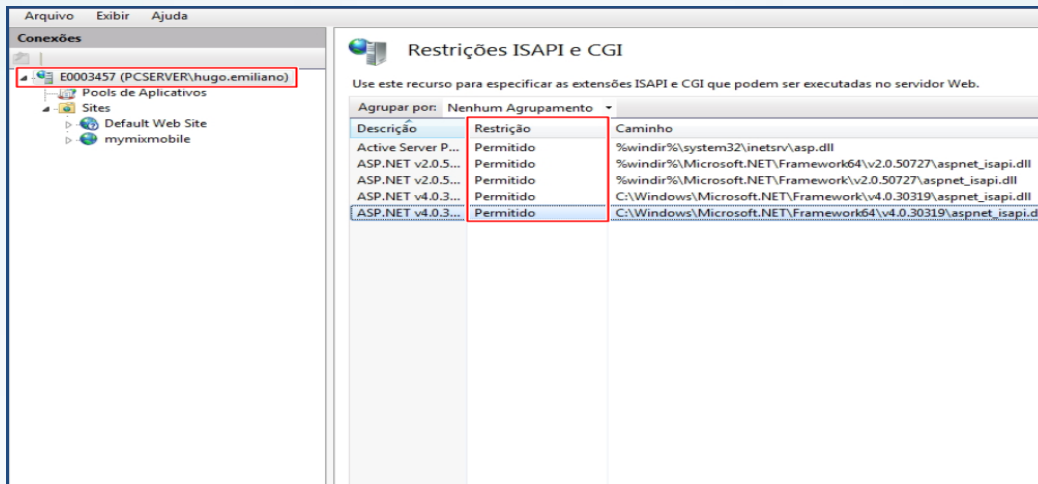 Arquivo Exibir Ajuda
Conexões
E0003457 (PCSERVER\hugo.emiliano)
Pools de Aplicativos
Sites
Default Web Site
mymixmobile
Restrições ISAPI e CGI
Use este recurso para especificar as extensões ISAPI e CGI que podem ser executadas no servidor Web.
Agrupar por: Nenhum Agrupamento
Descrição Restrição Caminho
Active Server P... Permitido %windir%\system32\inetsrv\asp.dll
ASP.NET v2.0.5... Permitido %windir%\Microsoft.NET\Framework64\v2.0.50727\aspnet_isapi.dll
ASP.NET v2.0.5... Permitido %windir%\Microsoft.NET\Framework\v2.0.50727\aspnet_isapi.dll
ASP.NET v4.0.3... Permitido C:\Windows\Microsoft.NET\Framework\v4.0.30319\aspnet_isapi.dll
ASP.NET v4.0.3... Permitido C:\Windows\Microsoft.NET\Framework64\v4.0.30319\aspnet_isapi.d